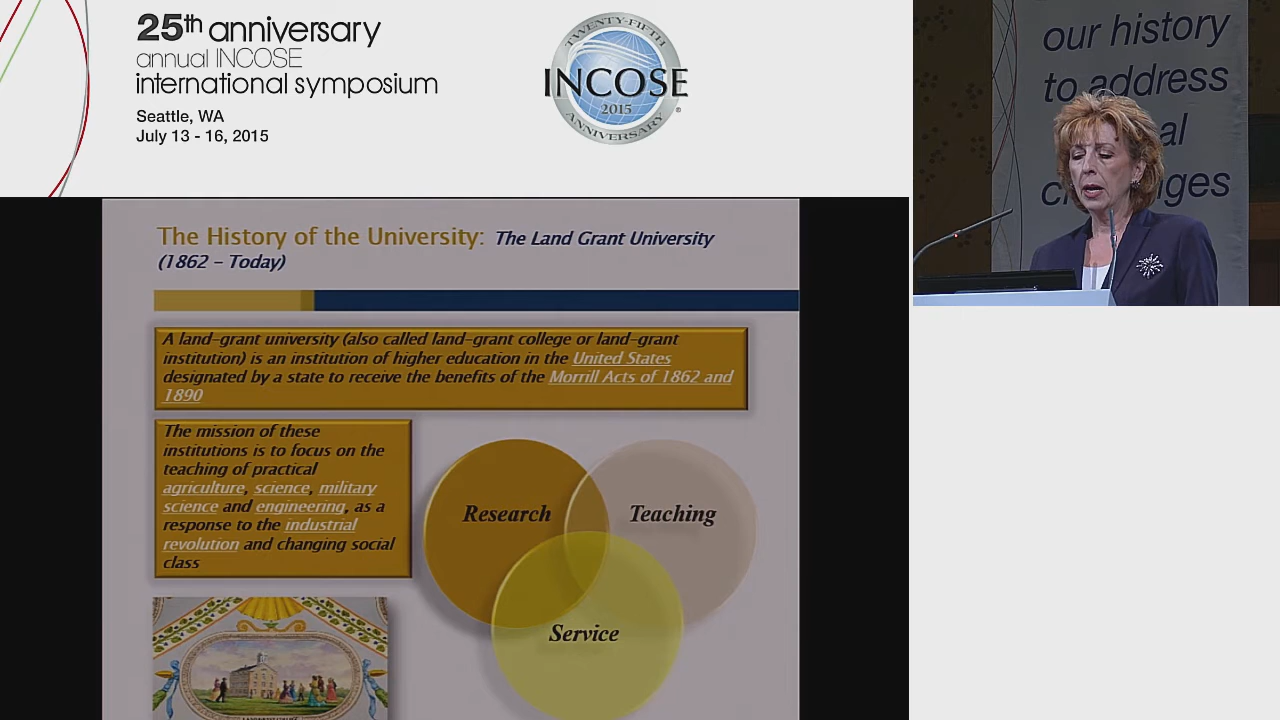 25th anniversary
annual INCOSE
international symposium
Seattle, WA
July 13 - 16, 2015
TWENTY-FIFTH
INCOSE
2015
ANNIVERSARY
®
our history
to address
al
ch nges
The History of the University: The Land Grant University
(1862 – Today)
A land-grant university (also called land-grant college or land-grant
institution) is an institution of higher education in the United States
designated by a state to receive the benefits of the Morrill Acts of 1862 and
1890
The mission of these
institutions is to focus on the
teaching of practical
agriculture, science, military
science and engineering, as a
response to the industrial
revolution and changing social
class
Research
Teaching
Service